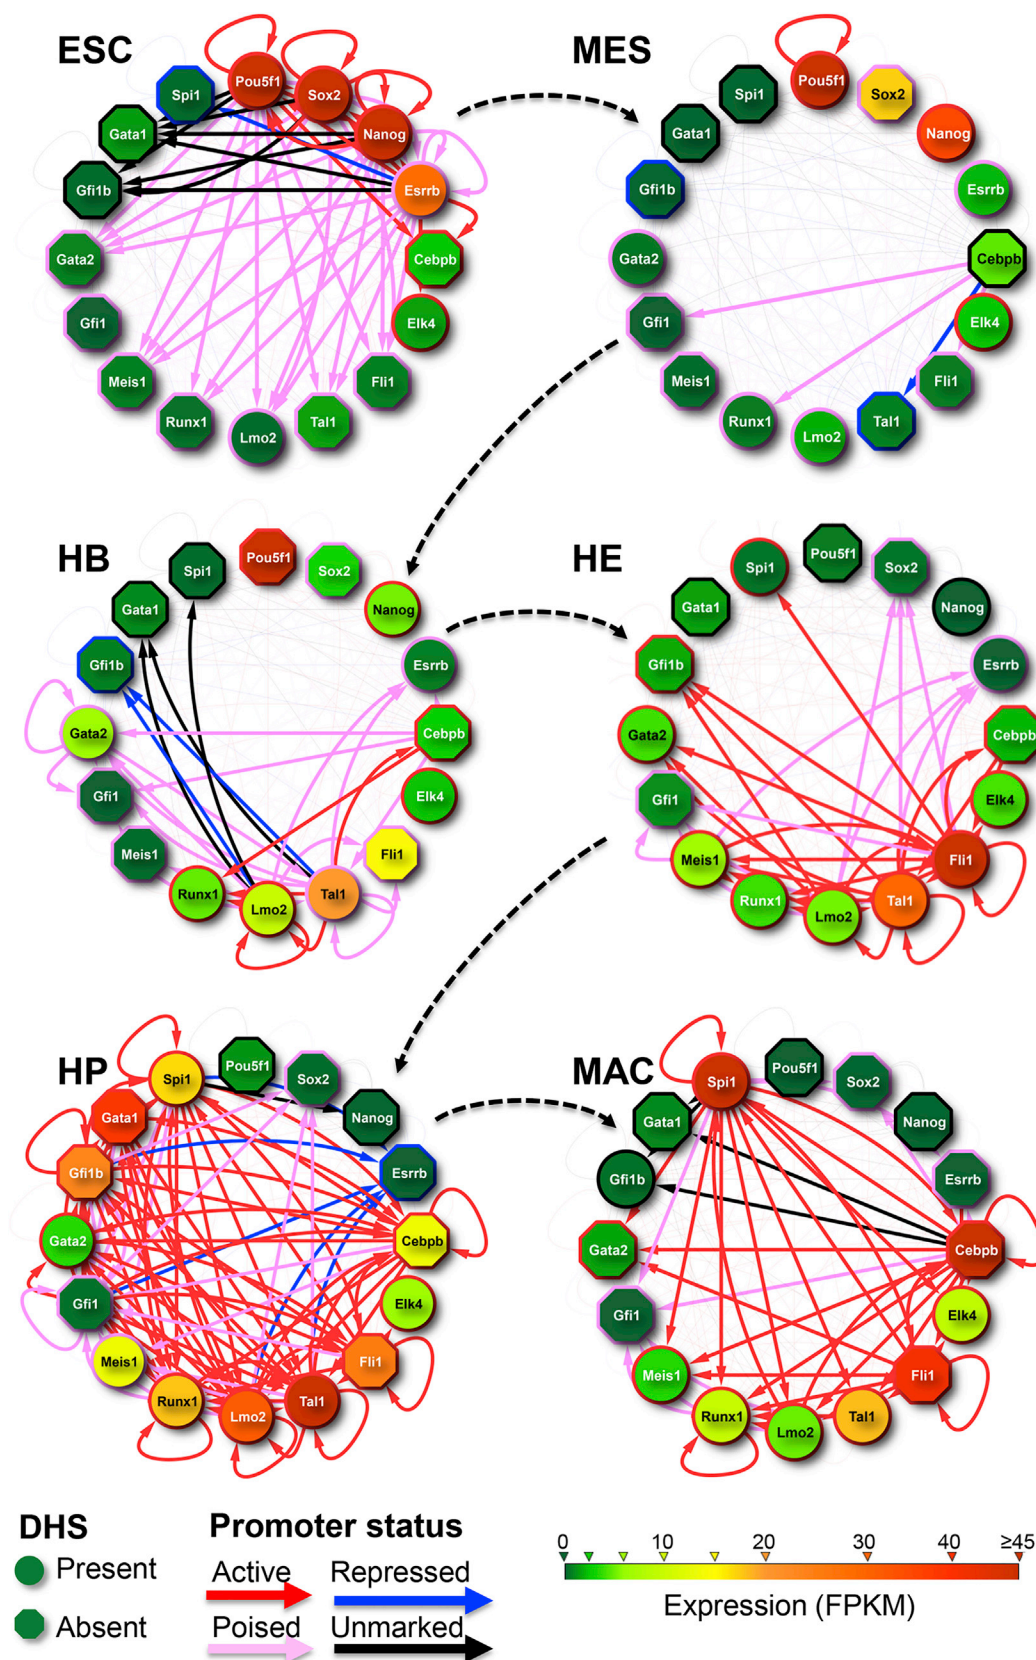 ESC
Spi1
Pou5f1
Sox2
Nanog
Esrrb
Cebpb
Elk4
Fli1
Tal1
Lmo2
Runx1
Meis1
Gfi1
Gata2
Gfi1b
Gata1
MES
Spi1
Pou5f1
Sox2
Nanog
Esrrb
Cebpb
Elk4
Fli1
Tal1
Lmo2
Runx1
Meis1
Gfi1
Gata2
Gfi1b
Gata1
HB
Spi1
Pou5f1
Sox2
Nanog
Esrrb
Cebpb
Elk4
Fli1
Tal1
Lmo2
Runx1
Meis1
Gfi1
Gata2
Gfi1b
Gata1
HE
Spi1
Pou5f1
Sox2
Nanog
Esrrb
Cebpb
Elk4
Fli1
Tal1
Lmo2
Runx1
Meis1
Gfi1
Gata2
Gfi1b
Gata1
HP
Spi1
Pou5f1
Sox2
Nanog
Esrrb
Cebpb
Elk4
Fli1
Tal1
Lmo2
Runx1
Meis1
Gfi1
Gata2
Gfi1b
Gata1
MAC
Spi1
Pou5f1
Sox2
Nanog
Esrrb
Cebpb
Elk4
Fli1
Tal1
Lmo2
Runx1
Meis1
Gfi1
Gata2
Gfi1b
Gata1
DHS
Present
Absent
Promoter status
Active Repressed
Poised Unmarked
0 10 20 30 40 ≥45
Expression (FPKM)